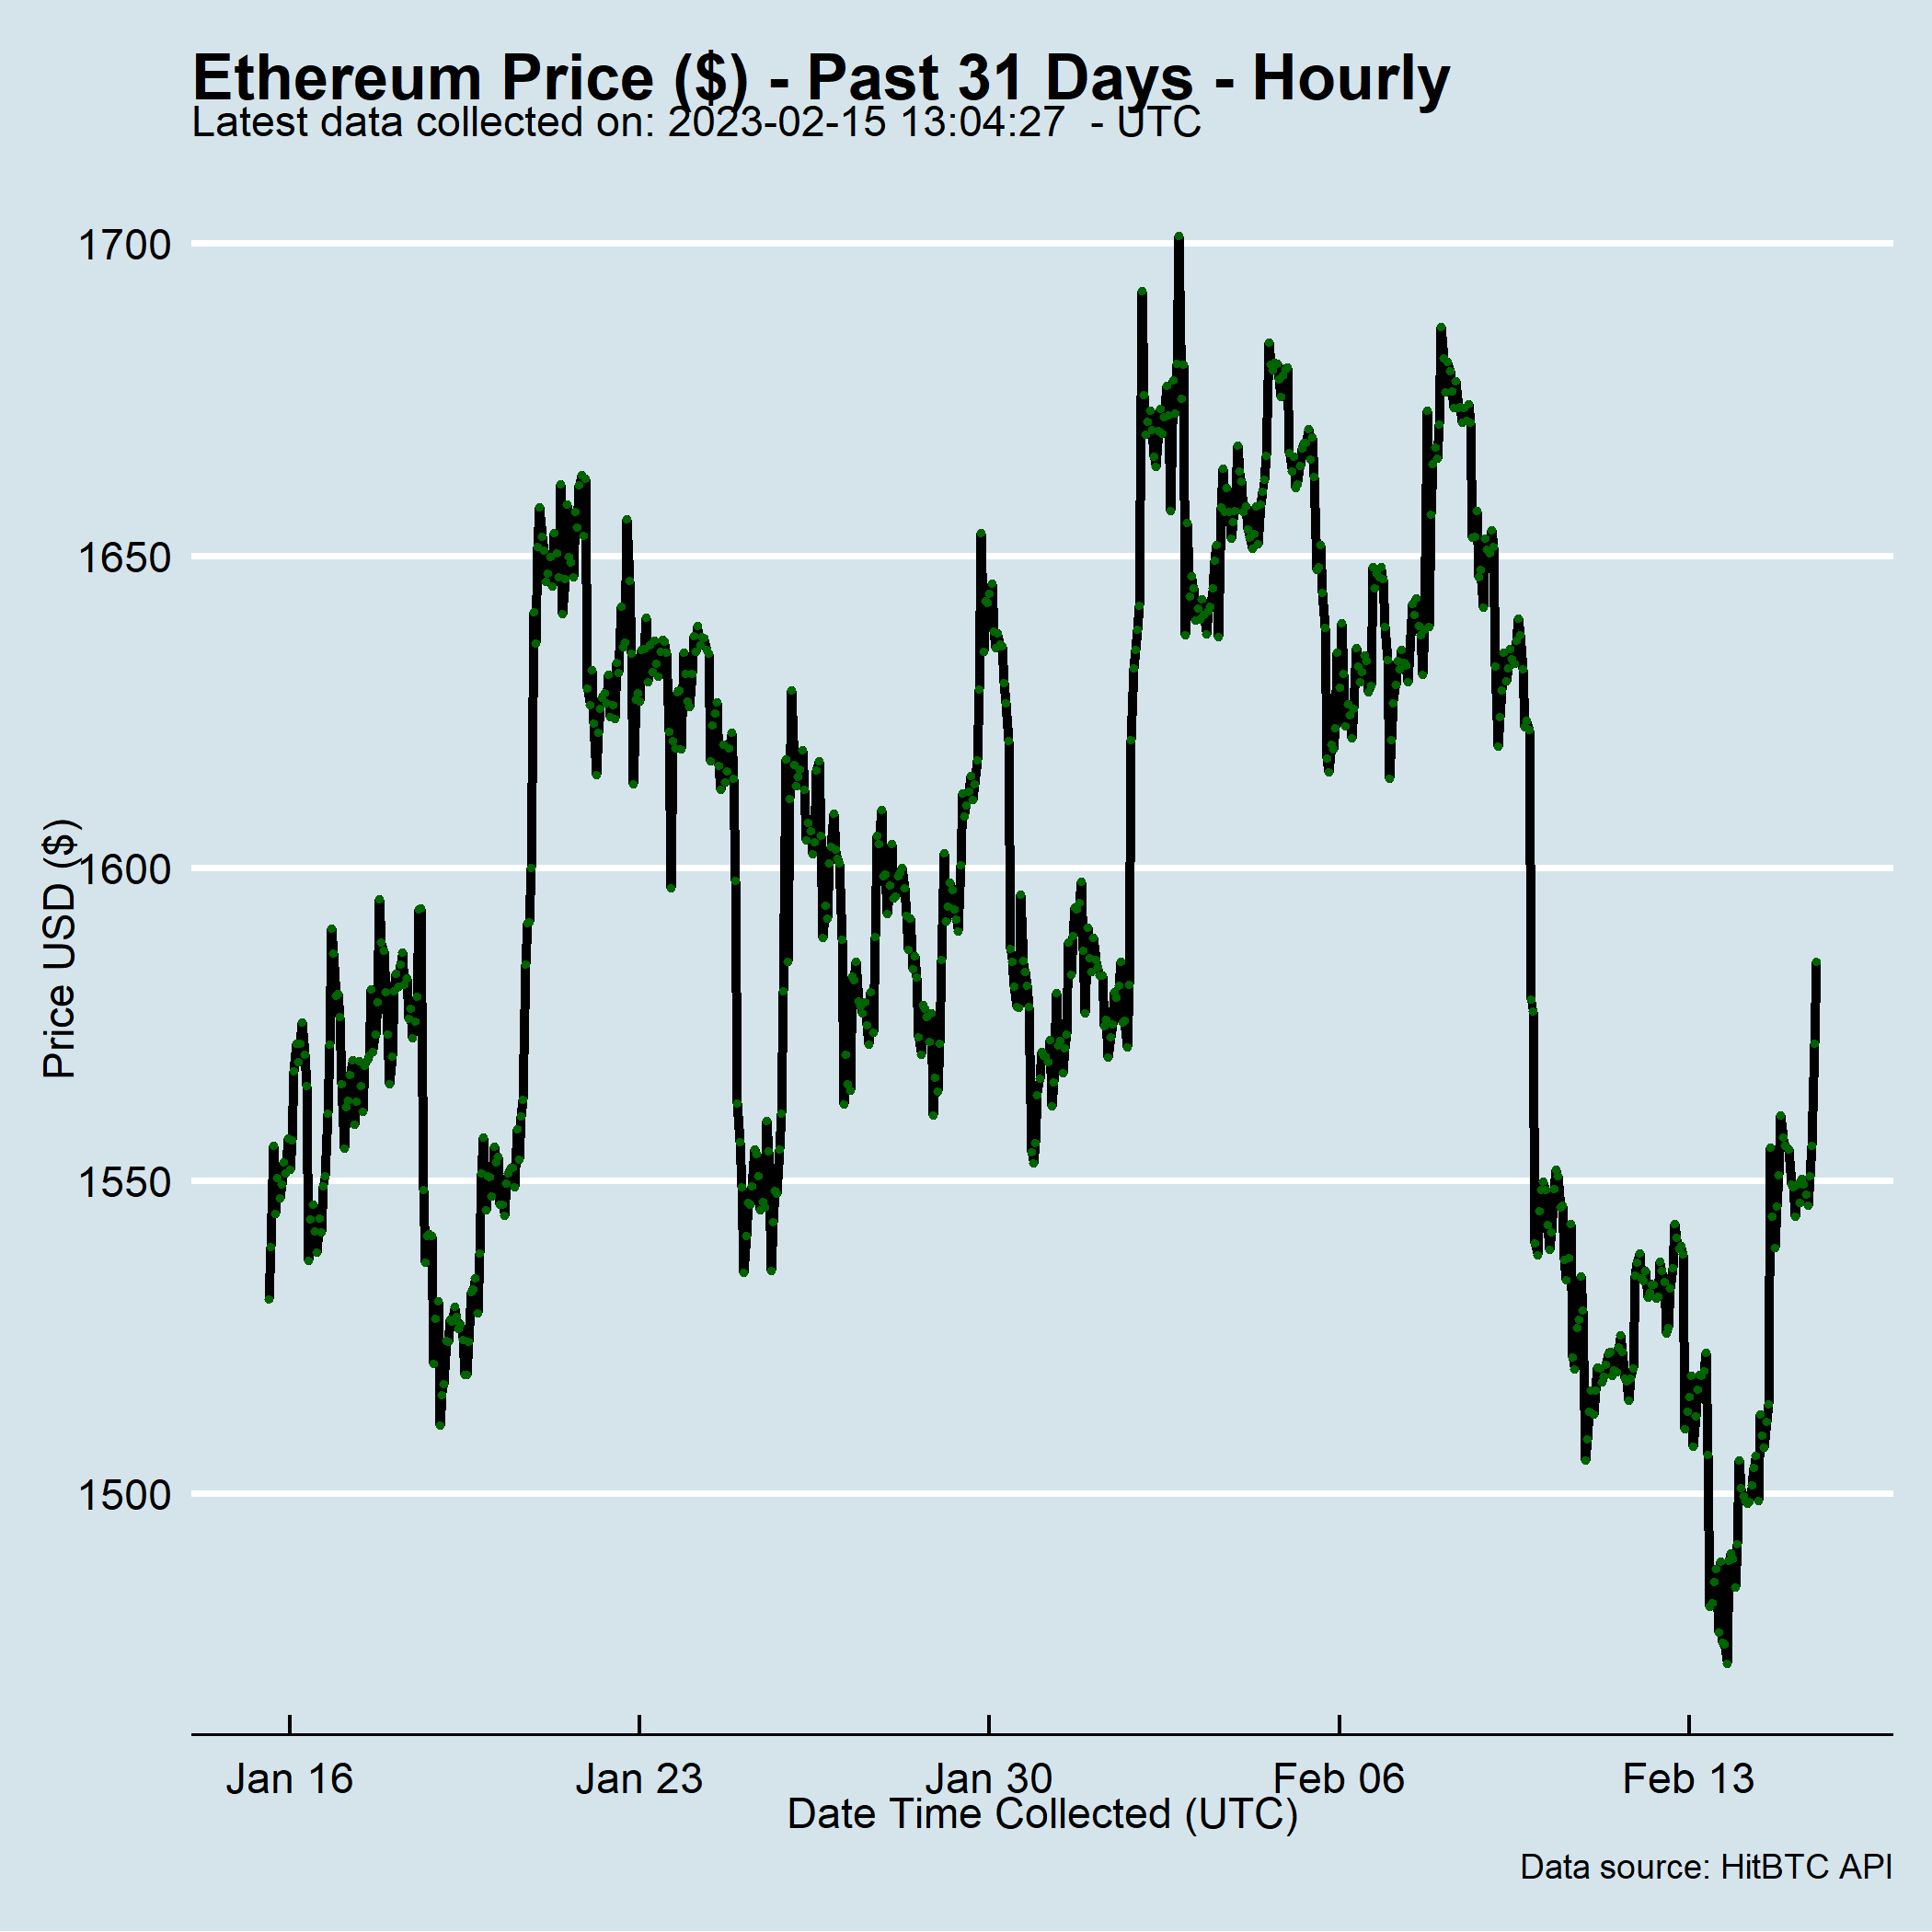 Ethereum Price ($) - Past 31 Days - Hourly
Latest data collected on: 2023-02-15 13:04:27  - UTC
Price USD ($)
1700
1650
1600
1550
1500
Jan 16
Jan 23
Jan 30
Feb 06
Feb 13
Date Time Collected (UTC)
Data source: HitBTC API